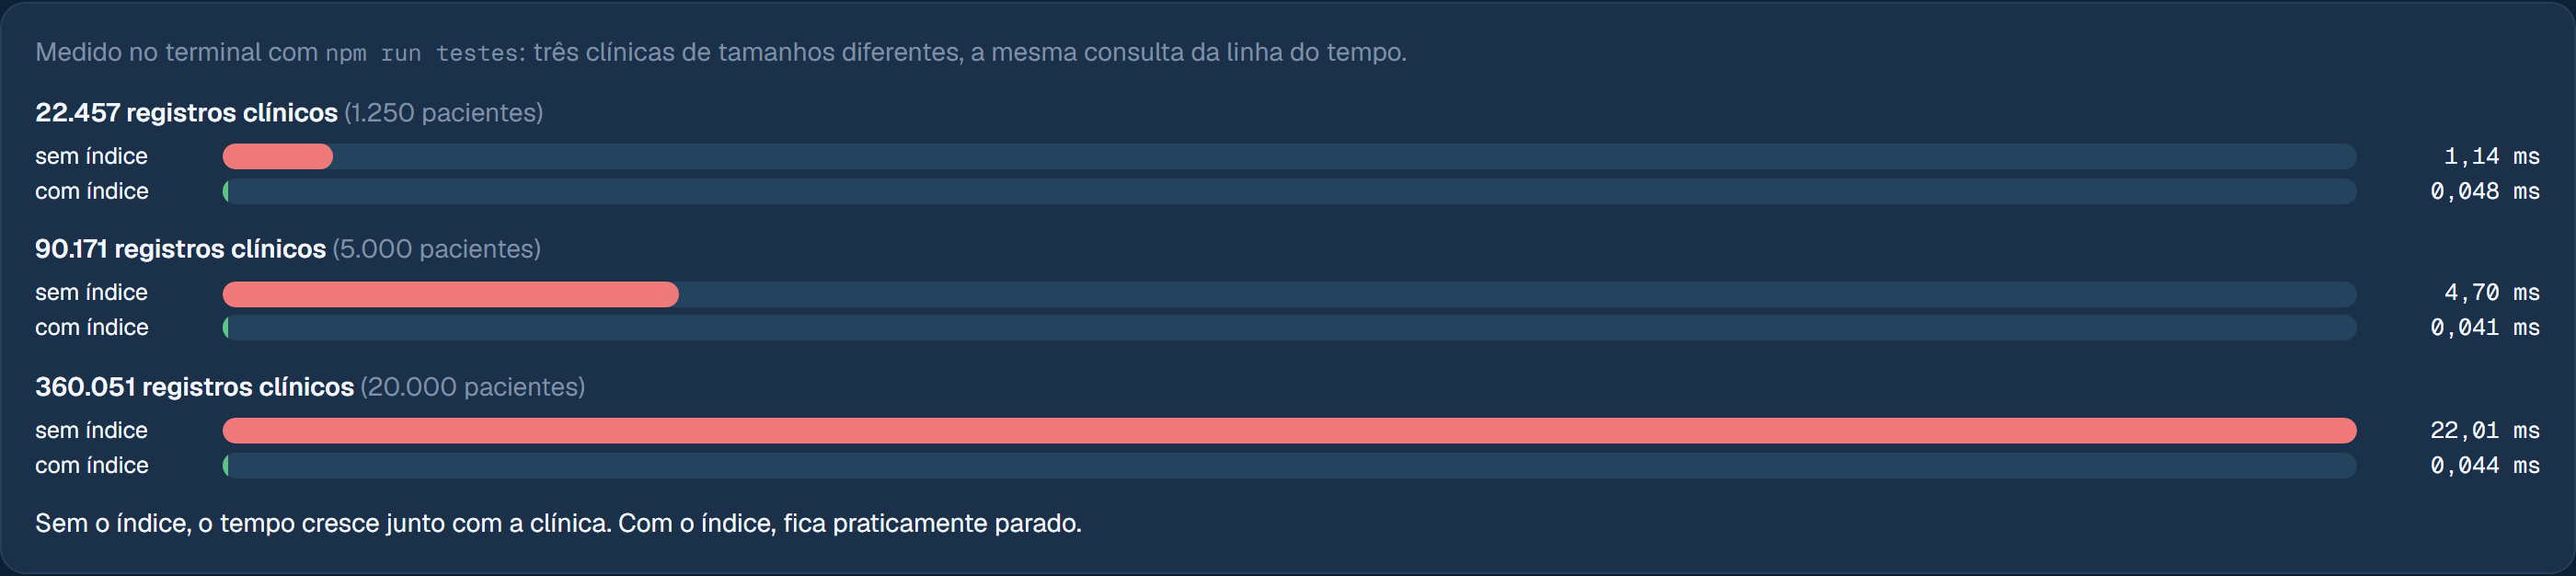 Medido no terminal com npm run testes: três clínicas de tamanhos diferentes, a mesma consulta da linha do tempo.
22.457 registros clínicos (1.250 pacientes)
sem índice 1,14 ms
com índice 0,048 ms
90.171 registros clínicos (5.000 pacientes)
sem índice 4,70 ms
com índice 0,041 ms
360.051 registros clínicos (20.000 pacientes)
sem índice 22,01 ms
com índice 0,044 ms
Sem o índice, o tempo cresce junto com a clínica. Com o índice, fica praticamente parado.